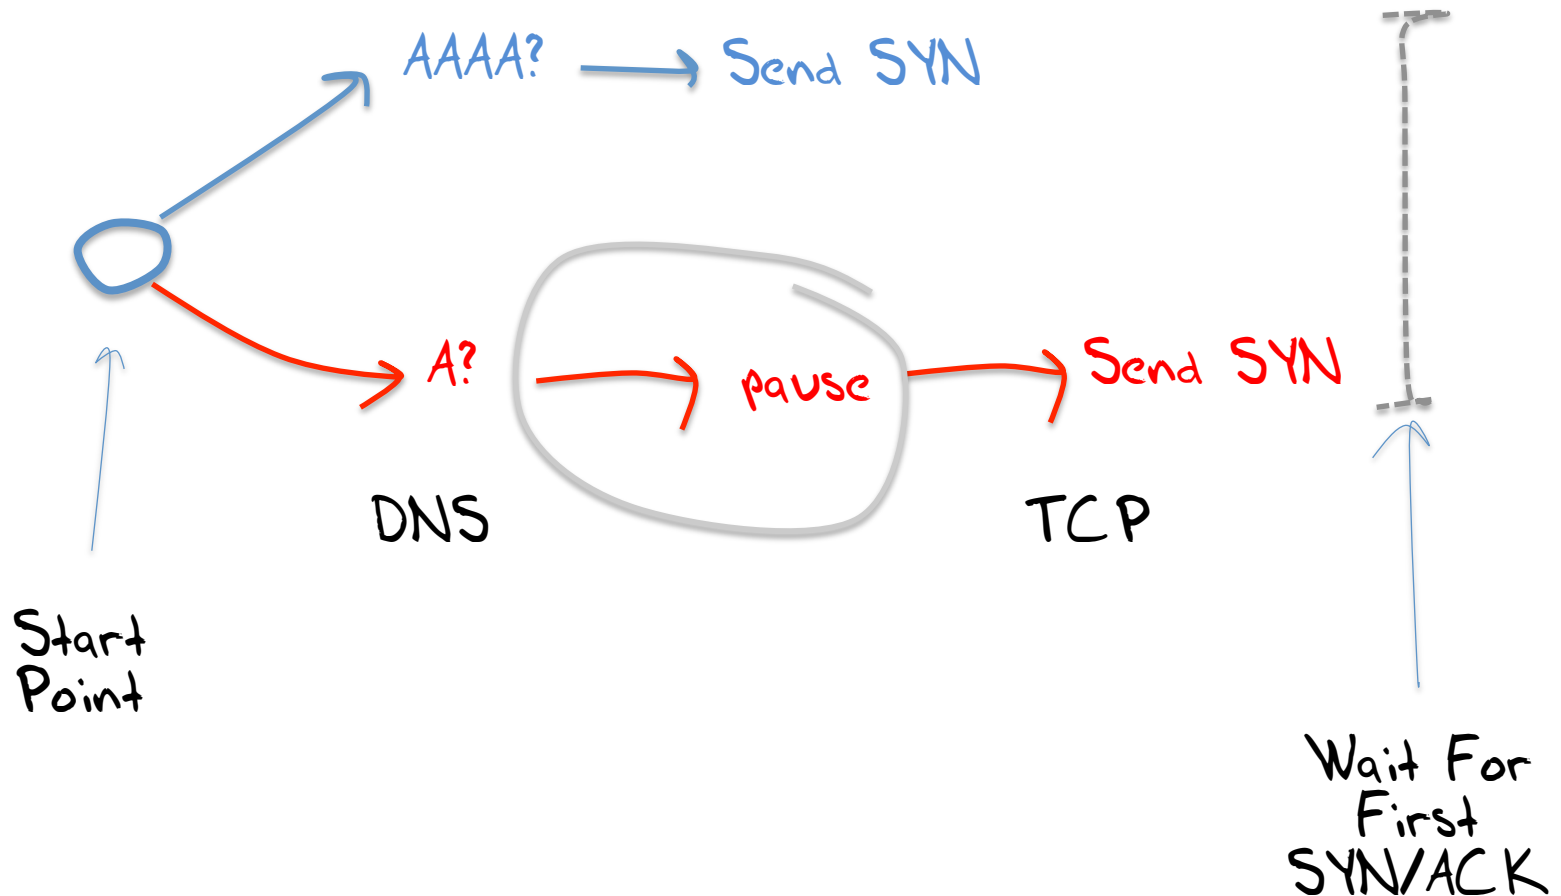 AAAA? Send SYN
A? pause Send SYN
DNS TCP
Start
Point
Wait For
First
SYN/ACK